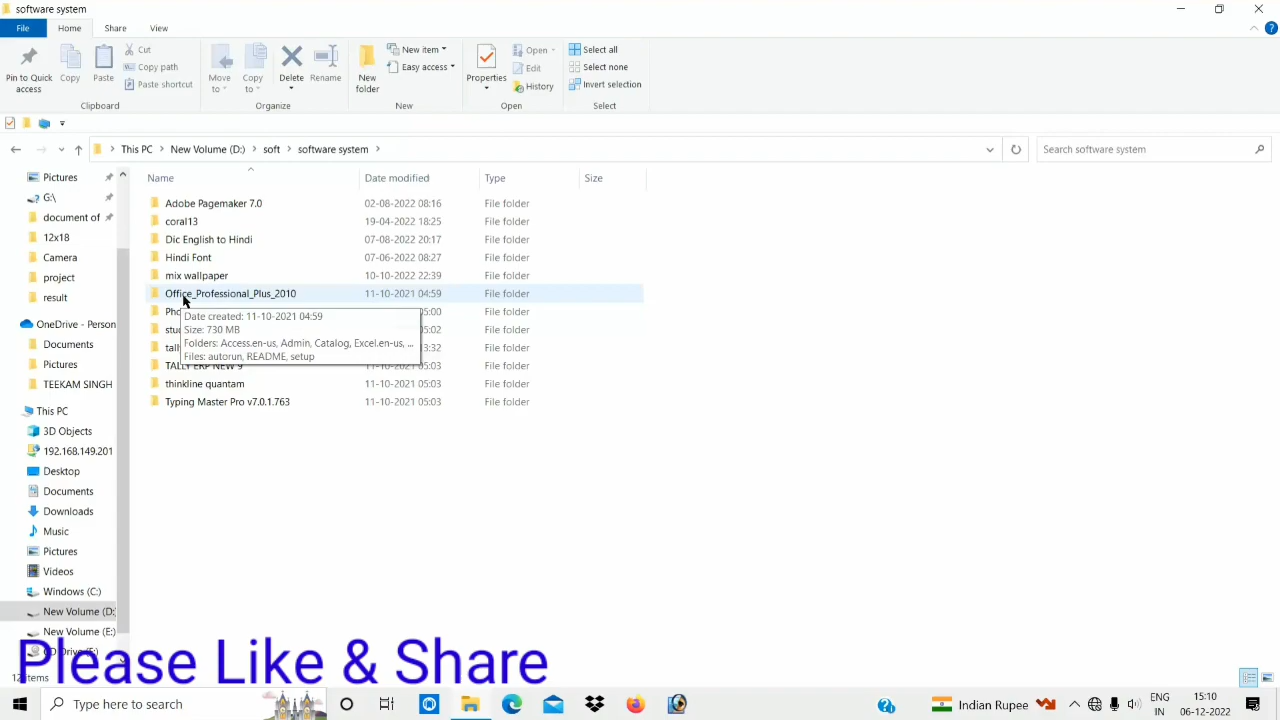 software system
File Home Share View
Pin to Quick access
Copy
Paste
Cut
Copy path
Paste shortcut
Clipboard
Move to
Copy to
Delete
Rename
Organize
New folder
New item
Easy access
New
Properties
Open
Edit
History
Open
Select all
Select none
Invert selection
Select
This PC > New Volume (D:) > soft > software system >
Search software system
Pictures
G:\
document of
12x18
Camera
project
result
OneDrive - Person
Documents
Pictures
TEEKAM SINGH
This PC
3D Objects
192.168.149.201
Desktop
Documents
Downloads
Music
Pictures
Videos
Windows (C:)
New Volume (D:
New Volume (E:)
Name Date modified Type Size
Adobe Pagemaker 7.0 02-08-2022 08:16 File folder
coral13 19-04-2022 18:25 File folder
Dic English to Hindi 07-08-2022 20:17 File folder
Hindi Font 07-06-2022 08:27 File folder
mix wallpaper 10-10-2022 22:39 File folder
Office_Professional_Plus_2010 11-10-2021 04:59 File folder
Pho 05:00 File folder
stu 05:02 File folder
tall 3:32 File folder
TALLY ERP NEW 9 11-10-2021 05:03 File folder
thinkline quantam 11-10-2021 05:03 File folder
Typing Master Pro v7.0.1.763 11-10-2021 05:03 File folder
Date created: 11-10-2021 04:59
Size: 730 MB
Folders: Access.en-us, Admin, Catalog, Excel.en-us, ...
Files: autorun, README, setup
Please Like & Share
12 items
Type here to search
Indian Rupee
ENG
IN
15:10
06-12-2022